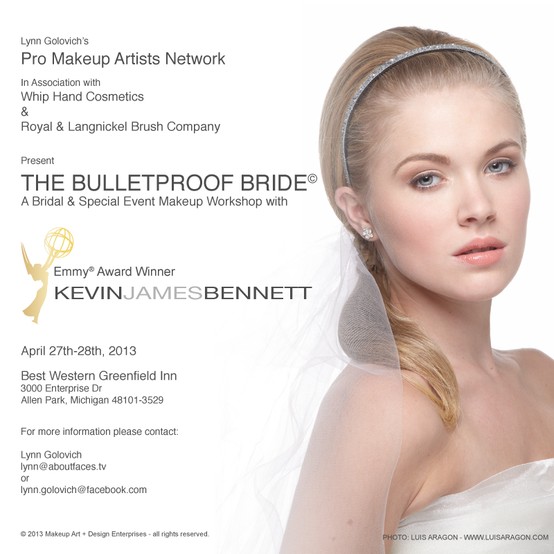 Lynn Golovich's
Pro Makeup Artists Network
In Association with
Whip Hand Cosmetics
&
Royal & Langnickel Brush Company
Present
THE BULLETPROOF BRIDE©
A Bridal & Special Event Makeup Workshop with
Emmy® Award Winner
KEVINJAMESBENNETT
April 27th-28th, 2013
Best Western Greenfield Inn
3000 Enterprise Dr
Allen Park, Michigan 48101-3529
For more information please contact:
Lynn Golovich
lynn@aboutfaces.tv
or
lynn.golovich@facebook.com
© 2013 Makeup Art + Design Enterprises - all rights reserved.
PHOTO: LUIS ARAGON - WWW.LUISARAGON.COM